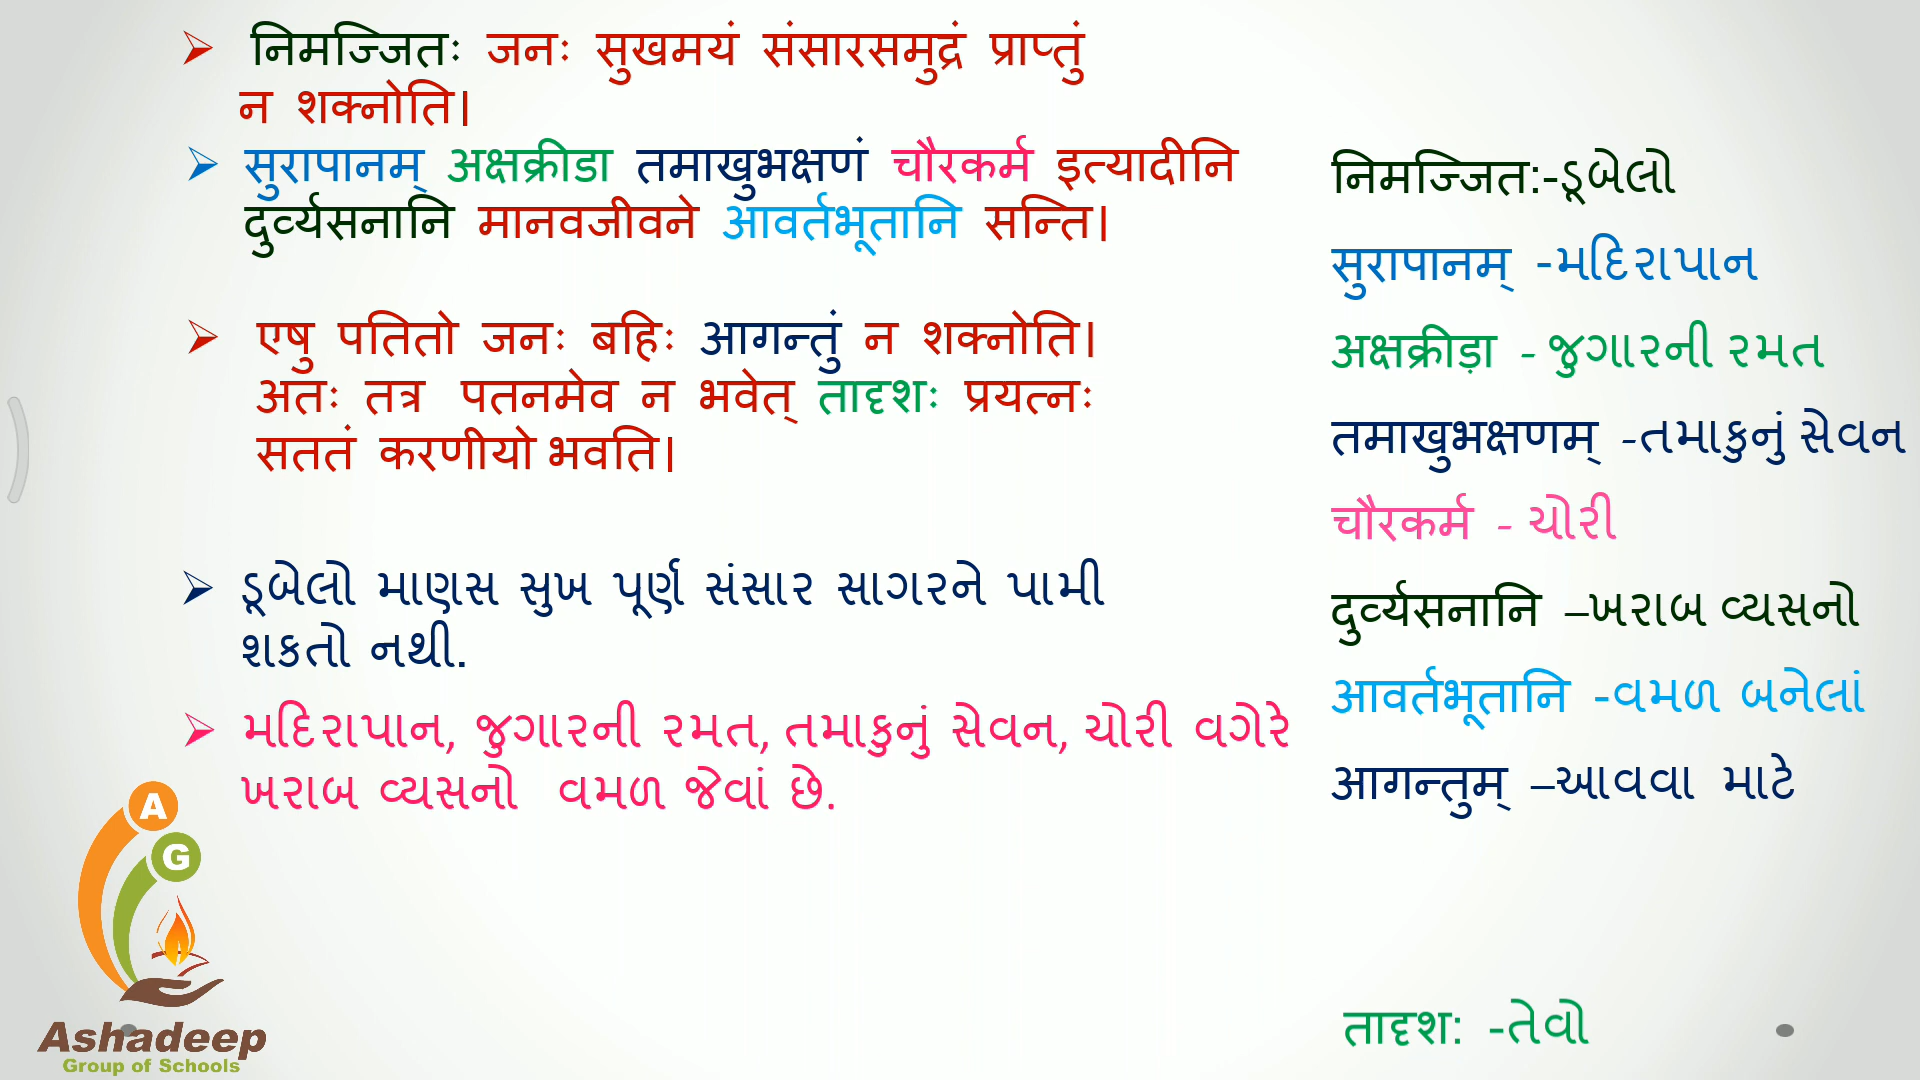 निमज्जितः जनः सुखमयं संसारसमुद्रं प्राप्तुं
न शक्नोति।
सुरापानम् अक्षक्रीडा तमाखुभक्षणं चौरकर्म इत्यादीनि
दुर्व्यसनानि मानवजीवने आवर्तभूतानि सन्ति।
एषु पतितो जनः बहिः आगन्तुं न शक्नोति।
अतः तत्र पतनमेव न भवेत् तादृशः प्रयत्नः
सततं करणीयो भवति।
ડૂબેલો માણસ સુખ પૂર્ણ સંસાર સાગરને પામી
શકતો નથી.
મદિરાપાન, જુગારની રમત, તમાકુનું સેવન, ચોરી વગેરે
ખરાબ વ્યસનો વમળ જેવાં છે.
निमज्जित:-ડૂબેલો
सुरापानम् -મદિરાપાન
अक्षक्रीड़ा - જુગારની રમત
तमाखुभक्षणम् -તમાકુનું સેવન
चौरकर्म - ચોરી
दुर्व्यसनानि –ખરાબ વ્યસનો
आवर्तभूतानि -વમળ બનેલાં
आगन्तुम् –આવવા માટે
तादृश: -તેવો
A
G
Ashadeep
Group of Schools